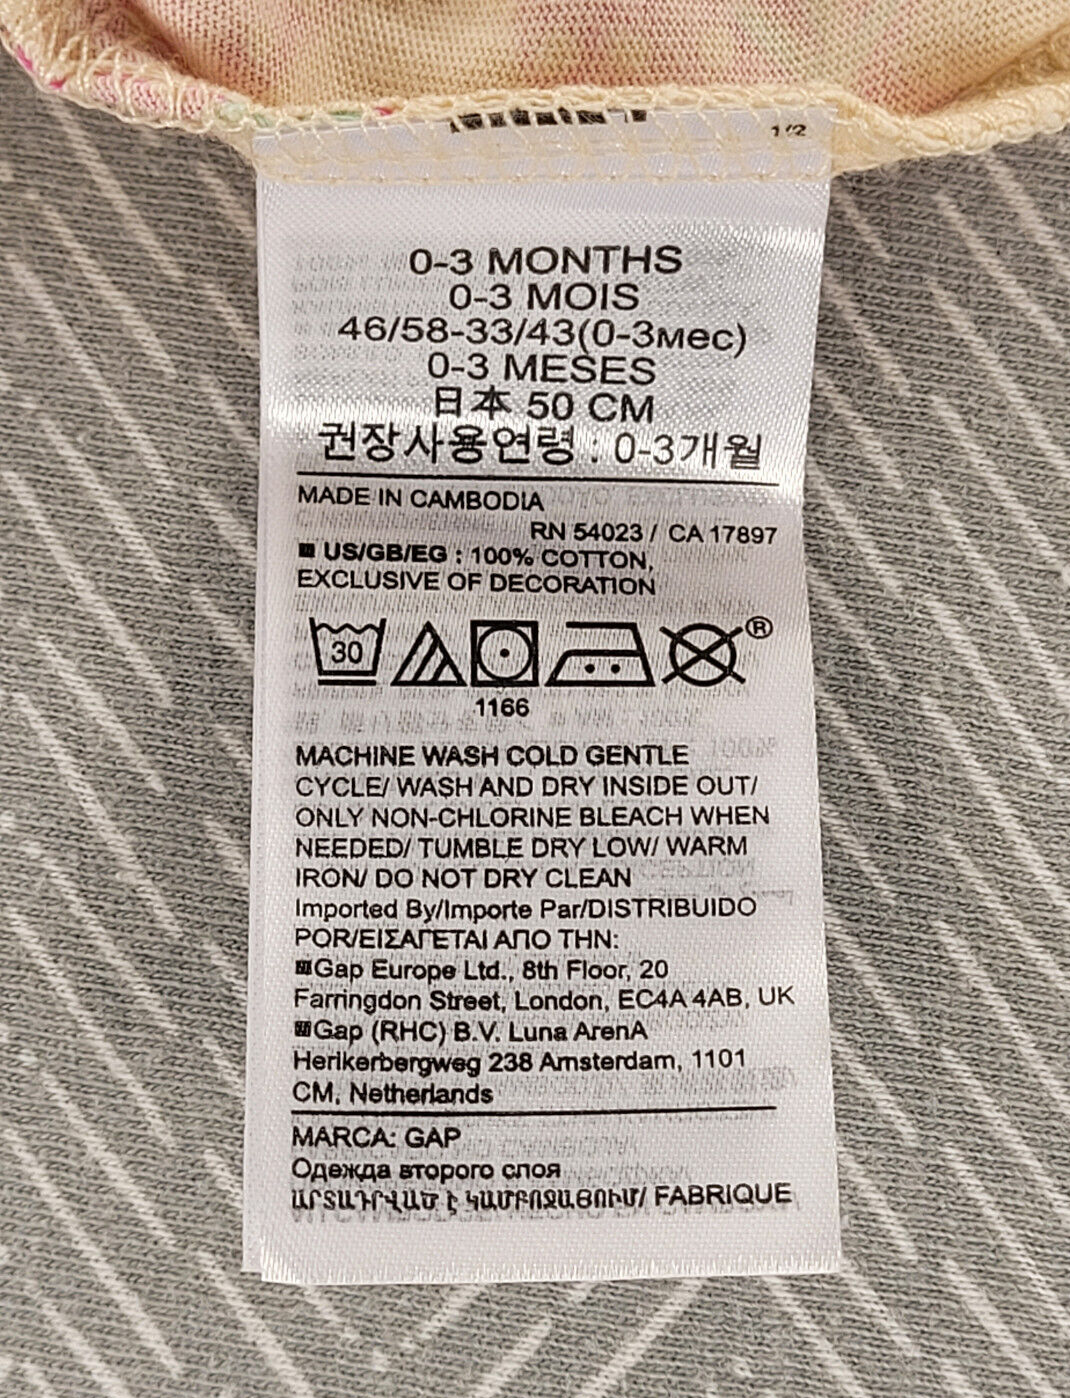 1/2
0-3 MONTHS
0-3 MOIS
46/58-33/43(0-3мес)
0-3 MESES
日本 50 CM
권장사용연령 : 0-3개월
MADE IN CAMBODIA
RN 54023 / CA 17897
US/GB/EG : 100% COTTON,
EXCLUSIVE OF DECORATION
30
®
1166
MACHINE WASH COLD GENTLE
CYCLE/ WASH AND DRY INSIDE OUT/
ONLY NON-CHLORINE BLEACH WHEN
NEEDED/ TUMBLE DRY LOW/ WARM
IRON/ DO NOT DRY CLEAN
Imported By/Importe Par/DISTRIBUIDO
POR/ΕΙΣΑΓΕΤΑΙ ΑΠΟ ΤΗΝ:
Gap Europe Ltd., 8th Floor, 20
Farringdon Street, London, EC4A 4AB, UK
Gap (RHC) B.V. Luna ArenA
Herikerbergweg 238 Amsterdam, 1101
CM, Netherlands
MARCA: GAP
Одежда второго слоя
ԱՐՏԱԴՐՎԱԾ Է ԿԱՄԲՈՋԱՅՈՒՄ/ FABRIQUE